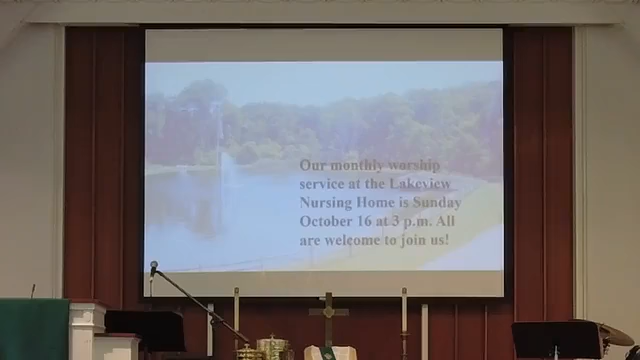 Our monthly worship
service at the Lakeview
Nursing Home is Sunday
October 16 at 3 p.m. All
are welcome to join us!